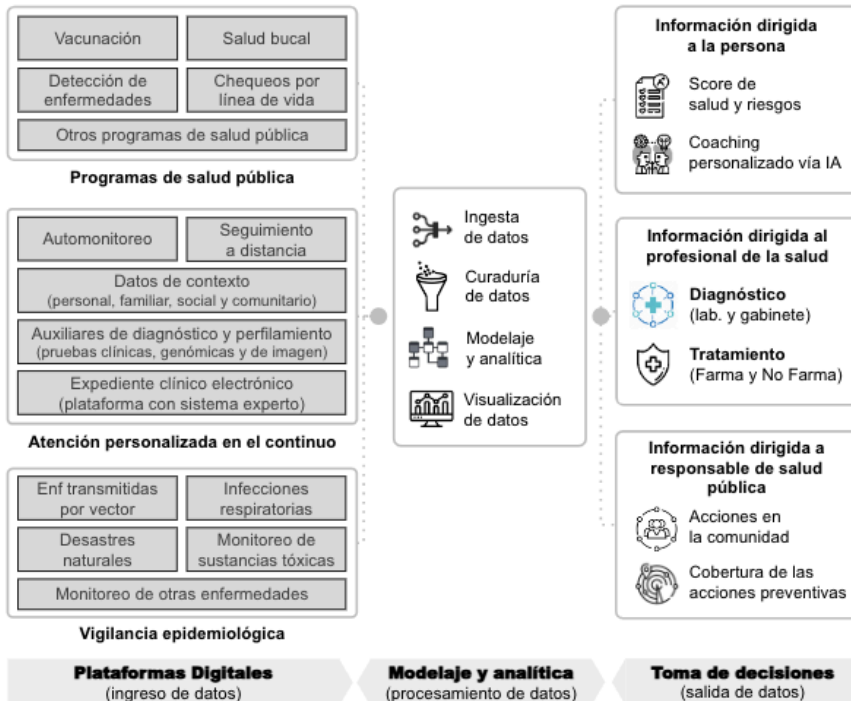 Vacunación
Salud bucal
Detección de
enfermedades
Chequeos por
línea de vida
Otros programas de salud pública
Programas de salud pública
Automonitoreo
Seguimiento
a distancia
Datos de contexto
(personal, familiar, social y comunitario)
Auxiliares de diagnóstico y perfilamiento
(pruebas clínicas, genómicas y de imagen)
Expediente clínico electrónico
(plataforma con sistema experto)
Atención personalizada en el continuo
Enf transmitidas
por vector
Infecciones
respiratorias
Desastres
naturales
Monitoreo de
sustancias tóxicas
Monitoreo de otras enfermedades
Vigilancia epidemiológica
Ingesta
de datos
Curaduría
de datos
Modelaje
y analítica
Visualización
de datos
Información dirigida
a la persona
Score de
salud y riesgos
Coaching
personalizado vía IA
Información dirigida al
profesional de la salud
Diagnóstico
(lab. y gabinete)
Tratamiento
(Farma y No Farma)
Información dirigida a
responsable de salud
pública
Acciones en
la comunidad
Cobertura de las
acciones preventivas
Plataformas Digitales
(ingreso de datos)
Modelaje y analítica
(procesamiento de datos)
Toma de decisiones
(salida de datos)